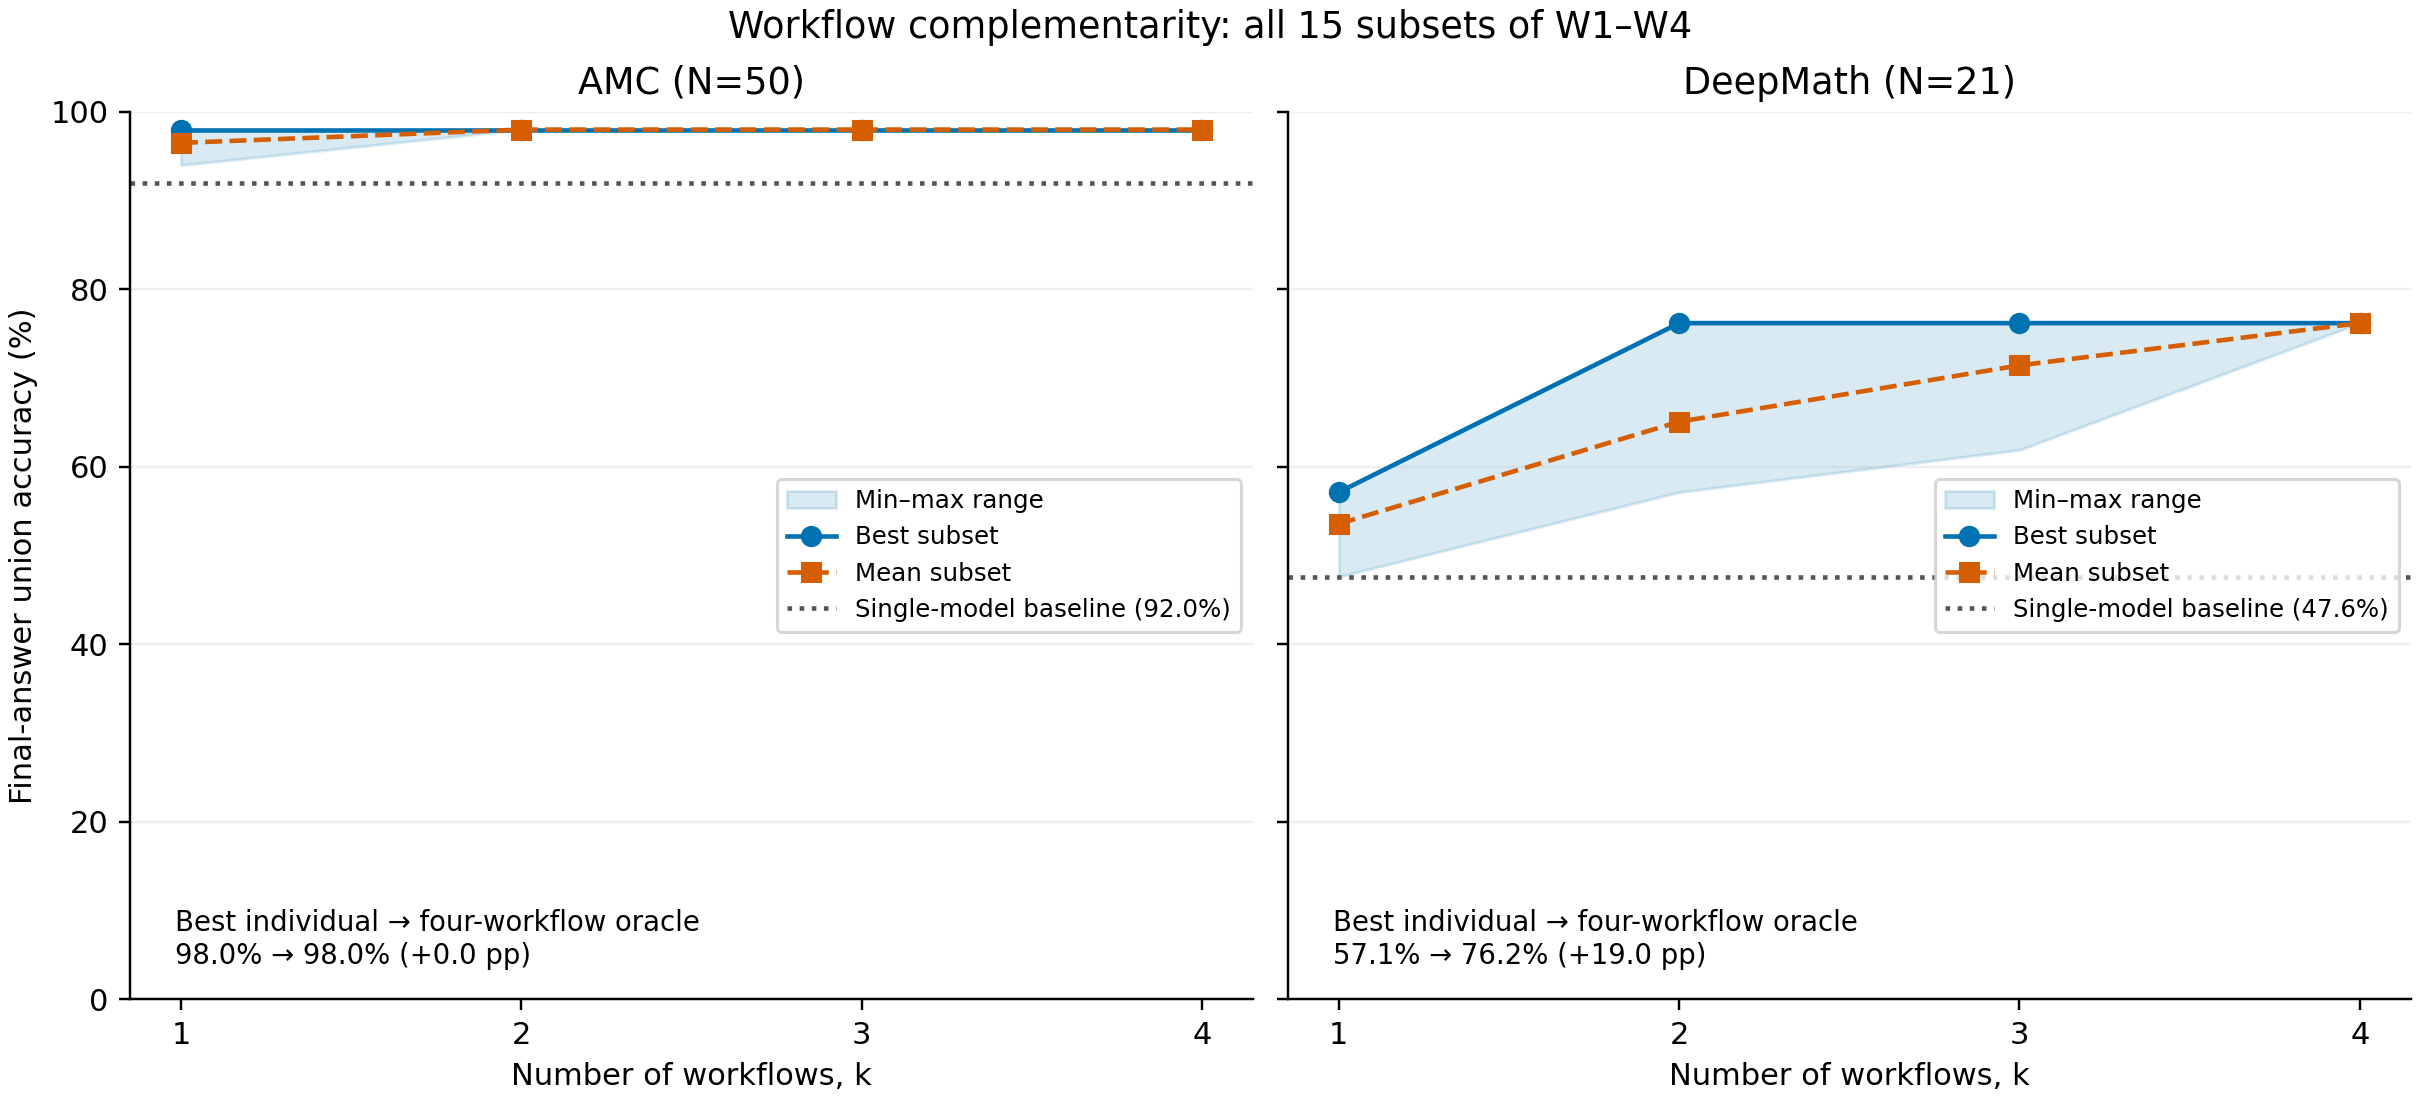 Workflow complementarity: all 15 subsets of W1–W4
AMC (N=50)
Final-answer union accuracy (%)
100
80
60
40
20
0
Min–max range
Best subset
Mean subset
Single-model baseline (92.0%)
Best individual → four-workflow oracle
98.0% → 98.0% (+0.0 pp)
1
2
3
4
Number of workflows, k
DeepMath (N=21)
Min–max range
Best subset
Mean subset
Single-model baseline (47.6%)
Best individual → four-workflow oracle
57.1% → 76.2% (+19.0 pp)
1
2
3
4
Number of workflows, k